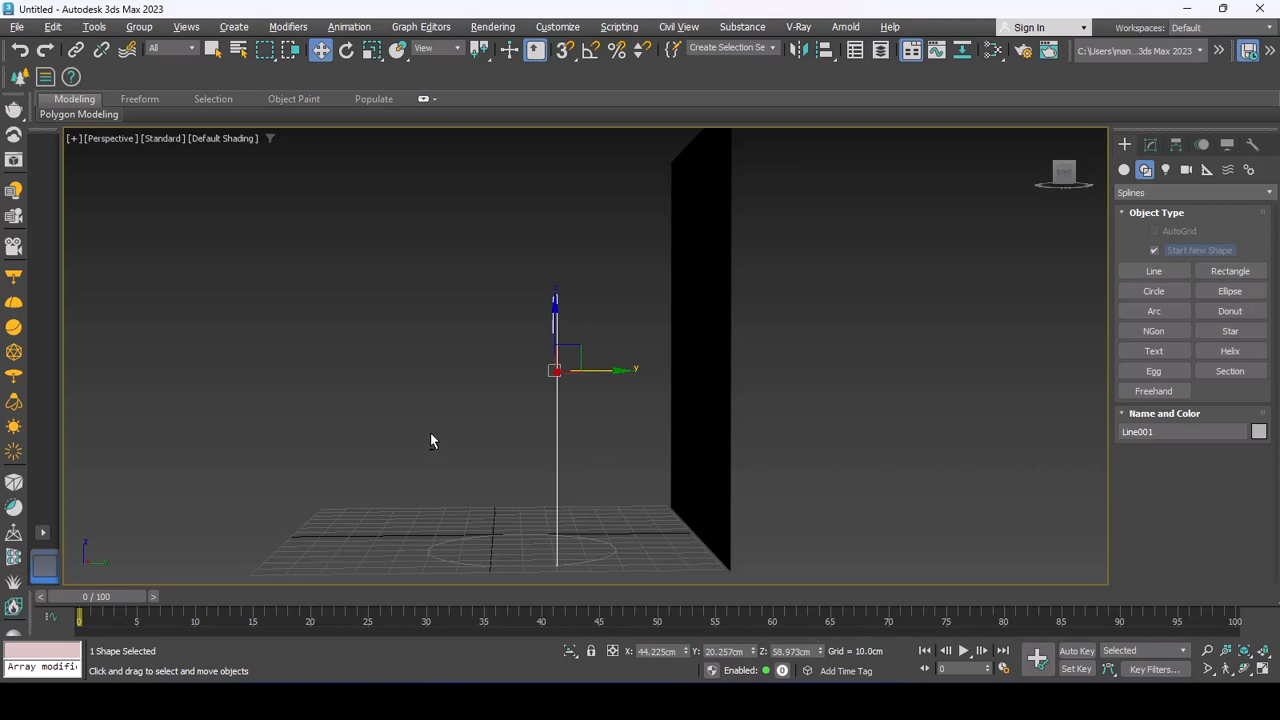 Untitled - Autodesk 3ds Max 2023
File Edit Tools Group Views Create Modifiers Animation Graph Editors Rendering Customize Scripting Civil View Substance V-Ray Arnold Help Sign In Workspaces: Default
All View Create Selection Se C:\Users\man...3ds Max 2023
Modeling Freeform Selection Object Paint Populate
Polygon Modeling
[+] [Perspective] [Standard] [Default Shading]
Splines
Object Type
AutoGrid
Start New Shape
Line Rectangle
Circle Ellipse
Arc Donut
NGon Star
Text Helix
Egg Section
Freehand
Name and Color
Line001
z
y
z
y
< 0 / 100 >
0 5 10 15 20 25 30 35 40 45 50 55 60 65 70 75 80 85 90 95 100
1 Shape Selected X: 44.225cm Y: 20.257cm Z: 58.973cm Grid = 10.0cm Auto Key Selected
Array modifi Click and drag to select and move objects Enabled: 0 Add Time Tag 0 Set Key Key Filters...